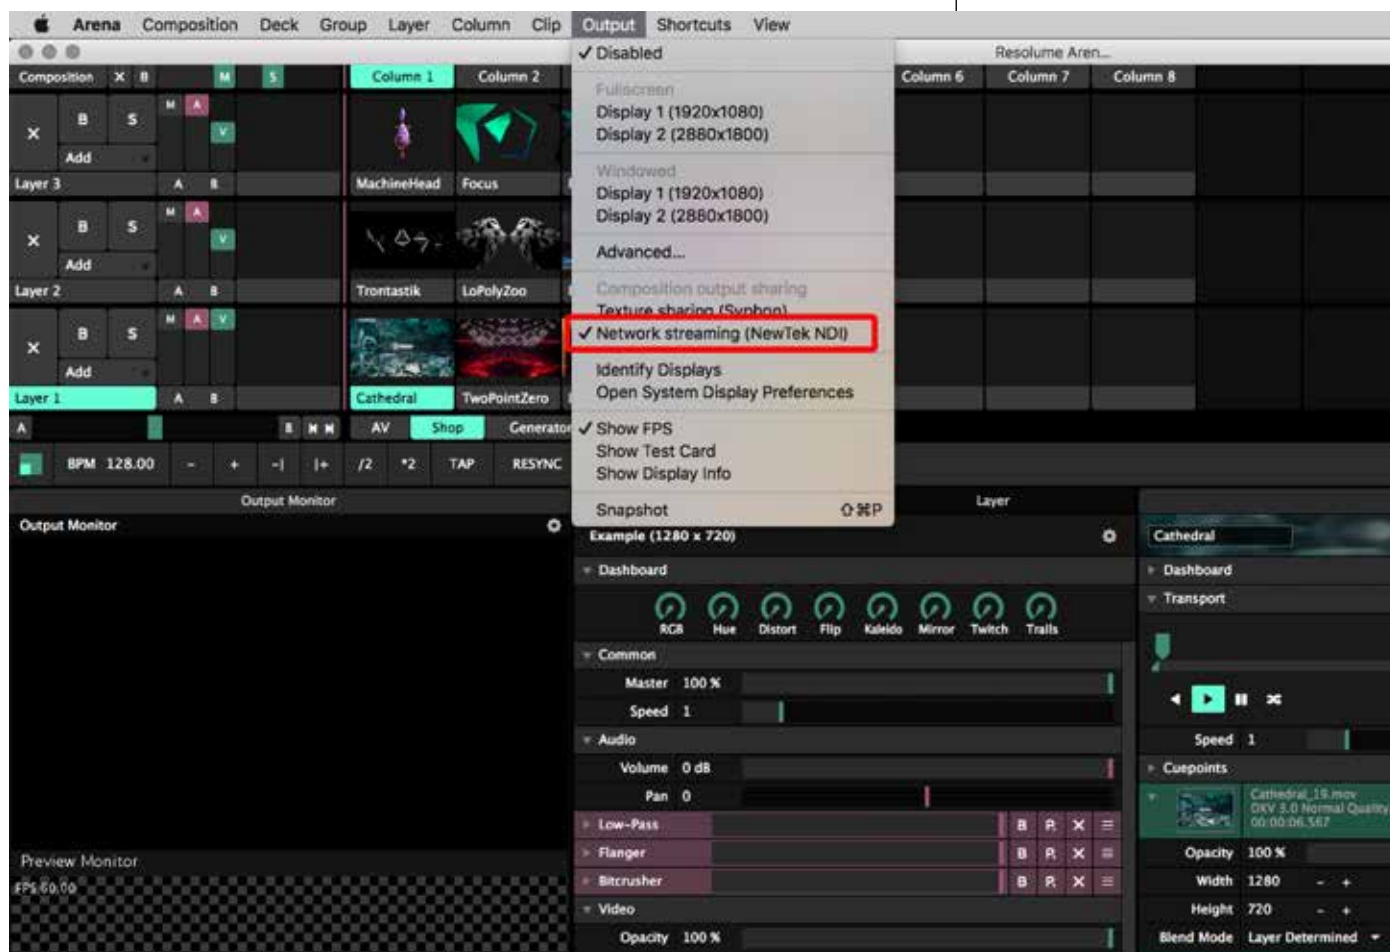 Arena Composition Deck Group Layer Column Clip Output Shortcuts View
Resolume Aren...
✓ Disabled
Fullscreen
Display 1 (1920x1080)
Display 2 (2880x1800)
Windowed
Display 1 (1920x1080)
Display 2 (2880x1800)
Advanced...
Composition output sharing
Texture sharing (Syphon)
✓ Network streaming (NewTek NDI)
Identify Displays
Open System Display Preferences
✓ Show FPS
Show Test Card
Show Display Info
Snapshot ⇧⌘P
Composition X B M S Column 1 Column 2 Column 6 Column 7 Column 8
M A
X B S V
Add
Layer 3 A B MachineHead Focus
M A
X B S V
Add
Layer 2 A B Trontastik LoPolyZoo
M A V
X B S
Add
Layer 1 A B Cathedral TwoPointZero
A B AV Shop Generator
BPM 128.00 - + -| |+ /2 *2 TAP RESYNC
Output Monitor
Output Monitor
Preview Monitor
FPS 60.00
Layer
Example (1280 x 720)
Dashboard
RGB Hue Distort Flip Kaleido Mirror Twitch Trails
Common
Master 100 %
Speed 1
Audio
Volume 0 dB
Pan 0
Low-Pass B P. X
Flanger B P. X
Bitcrusher B P. X
Video
Opacity 100 %
Cathedral
Dashboard
Transport
Speed 1
Cuepoints
Cathedral_19.mov
DXV 3.0 Normal Quality
00:00:06.567
Opacity 100 %
Width 1280 - +
Height 720 - +
Blend Mode Layer Determined